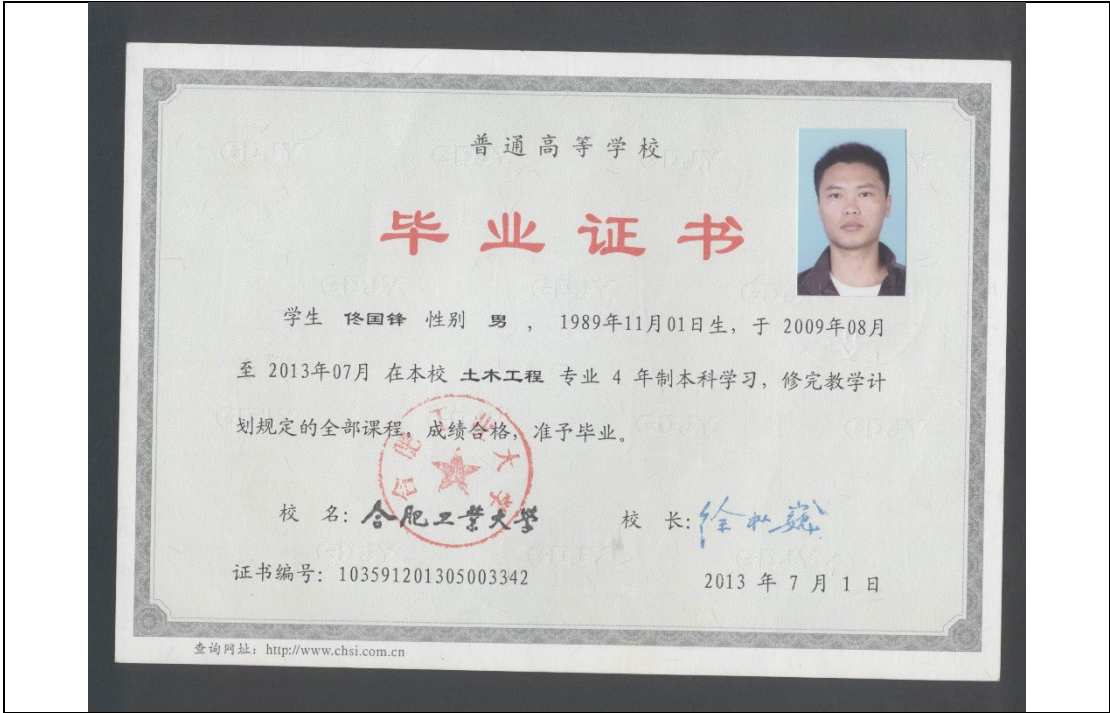 普通高等学校
毕业证书
学生 佟国锋 性别 男 ， 1989年11月01日生，于 2009年08月
至 2013年07月 在本校 土木工程 专业 4 年制本科学习，修完教学计
划规定的全部课程，成绩合格，准予毕业。
合肥工业大学
校 名：合肥工業大學
校 长：
证书编号：103591201305003342
2013 年 7 月 1 日
查询网址：http://www.chsi.com.cn